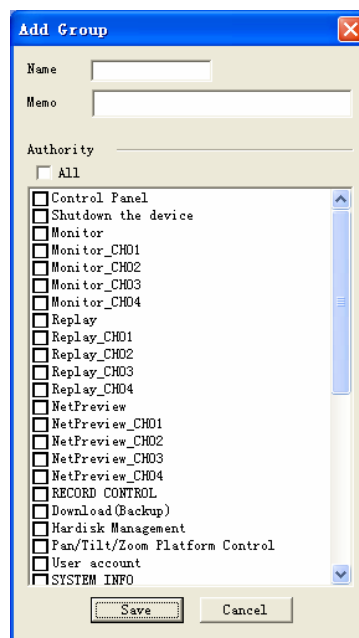 Add Group
Name
Memo
Authority
All
Control Panel
Shutdown the device
Monitor
Monitor_CH01
Monitor_CH02
Monitor_CH03
Monitor_CH04
Replay
Replay_CH01
Replay_CH02
Replay_CH03
Replay_CH04
NetPreview
NetPreview_CH01
NetPreview_CH02
NetPreview_CH03
NetPreview_CH04
RECORD CONTROL
Download(Backup)
Hardisk Management
Pan/Tilt/Zoom Platform Control
User account
SYSTEM INFO
Save Cancel